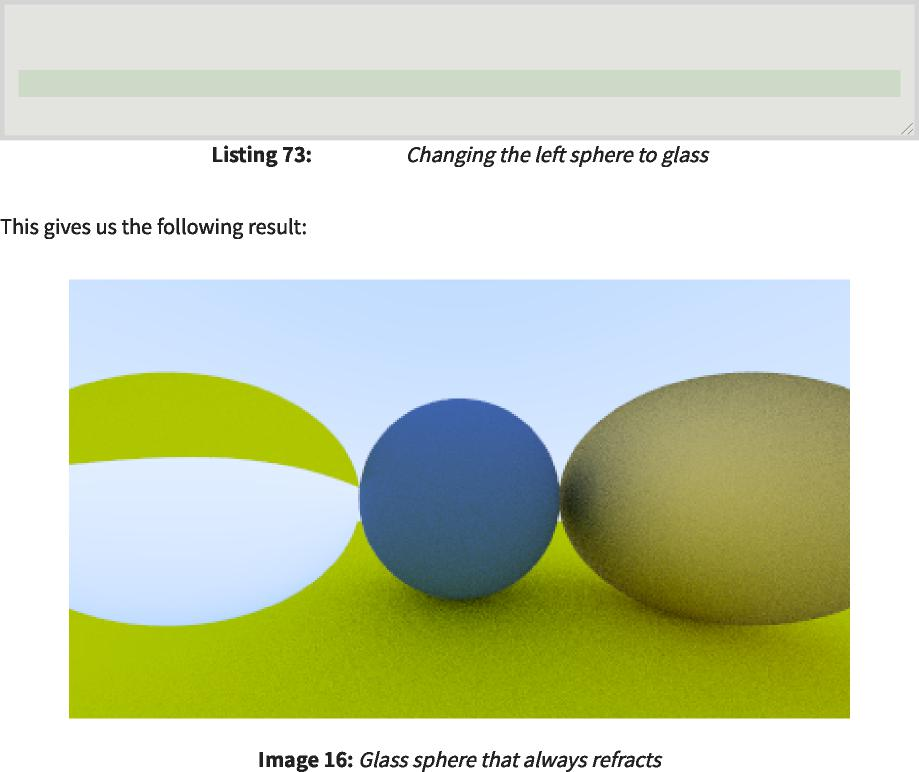 Listing 73: Changing the left sphere to glass
This gives us the following result:
Image 16: Glass sphere that always refracts